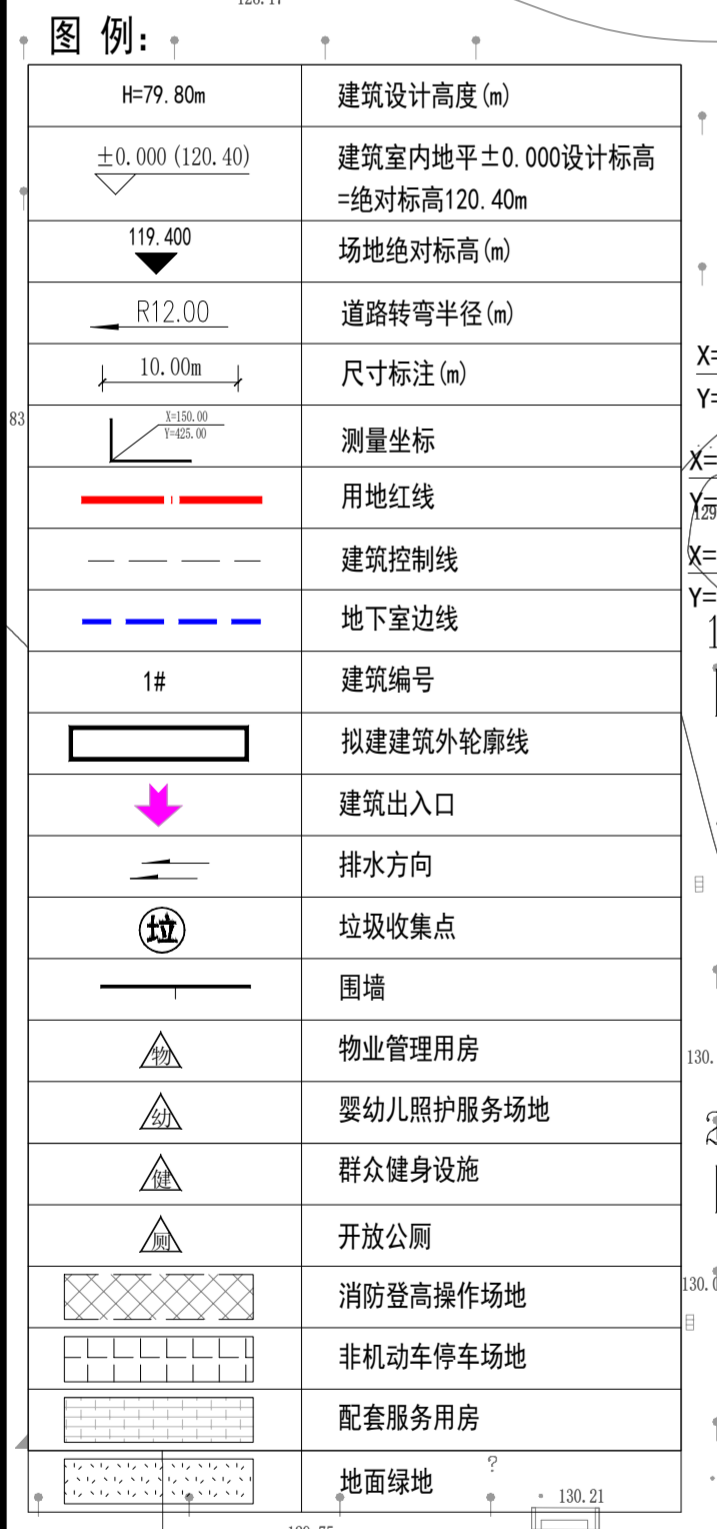 图 例:
H=79.80m 建筑设计高度(m)
±0.000(120.40) 建筑室内地平±0.000设计标高
=绝对标高120.40m
119.400 场地绝对标高(m)
R12.00 道路转弯半径(m)
10.00m 尺寸标注(m)
X=150.00
Y=425.00
测量坐标
用地红线
建筑控制线
地下室边线
1# 建筑编号
拟建建筑外轮廓线
建筑出入口
排水方向
垃 垃圾收集点
围墙
物 物业管理用房
幼 婴幼儿照护服务场地
健 群众健身设施
厕 开放公厕
消防登高操作场地
非机动车停车场地
配套服务用房
地面绿地
?
130.21
83
X=
Y=
X=
Y=
129
X=
Y=
1
130.
2
130.0